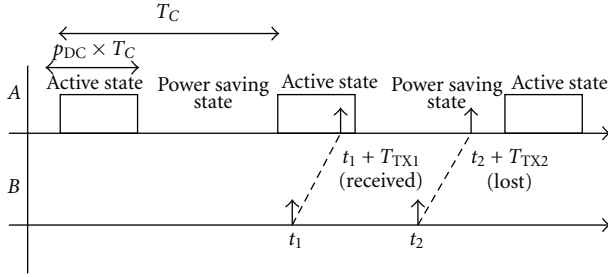 T_C
p_DC × T_C
Active state
Power saving
state
Active state
Power saving
state
Active state
A
t_1 + T_TX1
(received)
t_2 + T_TX2
(lost)
B
t_1
t_2